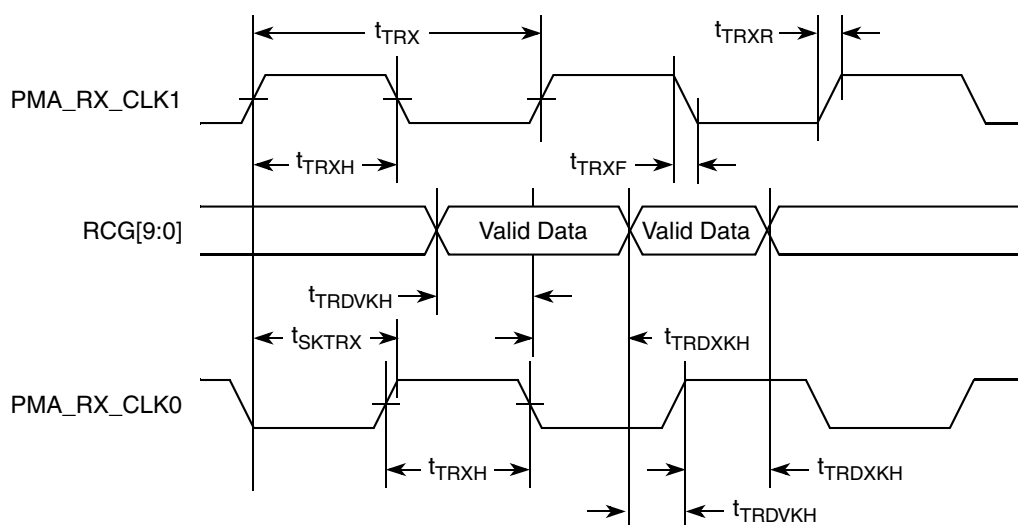 tTRX
tTRXR
PMA_RX_CLK1
tTRXH
tTRXF
RCG[9:0]
Valid Data
Valid Data
tTRDVKH
tSKTRX
tTRDXKH
PMA_RX_CLK0
tTRXH
tTRDXKH
tTRDVKH